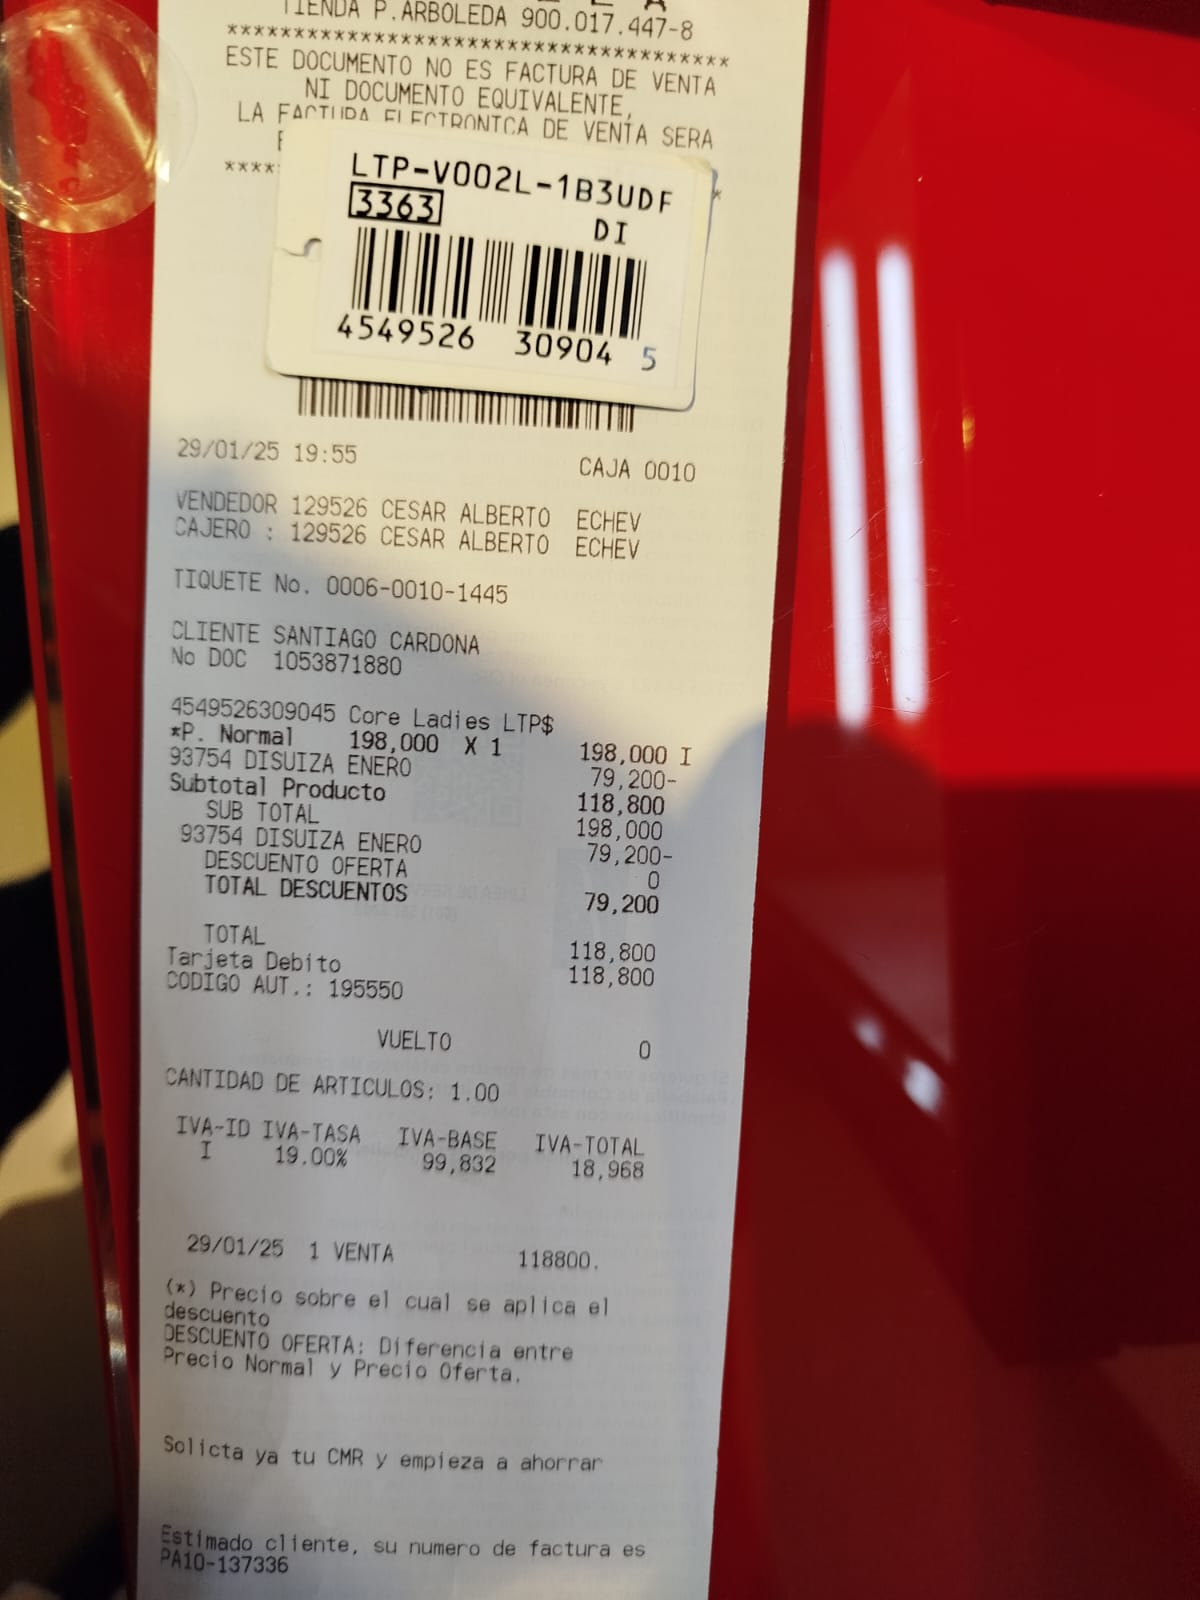 TIENDA P.ARBOLEDA 900.017.447-8
***************************************
ESTE DOCUMENTO NO ES FACTURA DE VENTA
NI DOCUMENTO EQUIVALENTE,
LA FACTURA ELECTRONICA DE VENTA SERA
****
LTP-V002L-1B3UDF
3363 DI
4549526 30904 5
29/01/25 19:55 CAJA 0010
VENDEDOR 129526 CESAR ALBERTO ECHEV
CAJERO : 129526 CESAR ALBERTO ECHEV
TIQUETE No. 0006-0010-1445
CLIENTE SANTIAGO CARDONA
No DOC 1053871880
4549526309045 Core Ladies LTP$
*P. Normal 198,000 X 1 198,000 I
93754 DISUIZA ENERO 79,200-
Subtotal Producto 118,800
SUB TOTAL 198,000
93754 DISUIZA ENERO 79,200-
DESCUENTO OFERTA 0
TOTAL DESCUENTOS 79,200
TOTAL 118,800
Tarjeta Debito 118,800
CODIGO AUT.: 195550
VUELTO 0
CANTIDAD DE ARTICULOS: 1.00
IVA-ID IVA-TASA IVA-BASE IVA-TOTAL
I 19.00% 99,832 18,968
29/01/25 1 VENTA 118800.
(*) Precio sobre el cual se aplica el
descuento
DESCUENTO OFERTA: Diferencia entre
Precio Normal y Precio Oferta.
Solicta ya tu CMR y empieza a ahorrar
Estimado cliente, su numero de factura es
PA10-137336